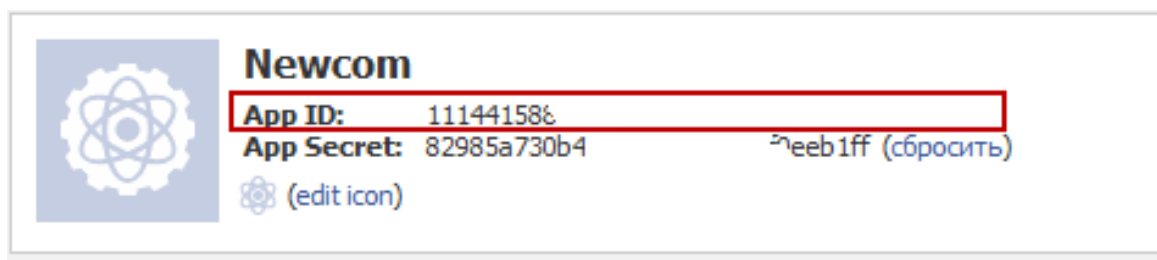 Newcom
App ID: 11144158
App Secret: 82985a730b4 eeb1ff (сбросить)
(edit icon)